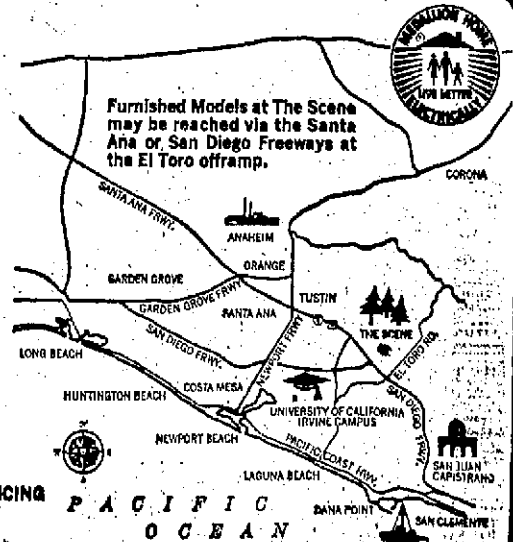 MEDALLION HOME
LIVE BETTER
ELECTRICALLY
Furnished Models at The Scene
may be reached via the Santa
Ana or San Diego Freeways at
the El Toro offramp.
CORONA
SANTA ANA FRWY.
ANAHEIM
ORANGE
GARDEN GROVE
GARDEN GROVE FRWY.
SANTA ANA
TUSTIN
THE SCENE
SAN DIEGO FRWY.
NEWPORT FRWY.
EL TORO RD.
LONG BEACH
COSTA MESA
HUNTINGTON BEACH
UNIVERSITY OF CALIFORNIA
IRVINE CAMPUS
SAN DIEGO FRWY.
NEWPORT BEACH
PACIFIC COAST FRWY.
SAN JUAN
CAPISTRANO
LAGUNA BEACH
DANA POINT
SAN CLEMENTE
PACIFIC
OCEAN